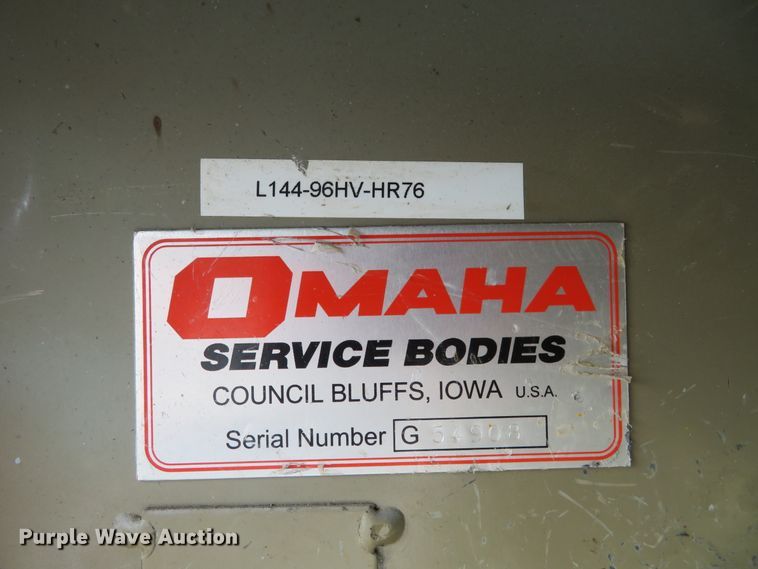 L144-96HV-HR76
OMAHA
SERVICE BODIES
COUNCIL BLUFFS, IOWA U.S.A.
Serial Number G 54908
Purple Wave Auction